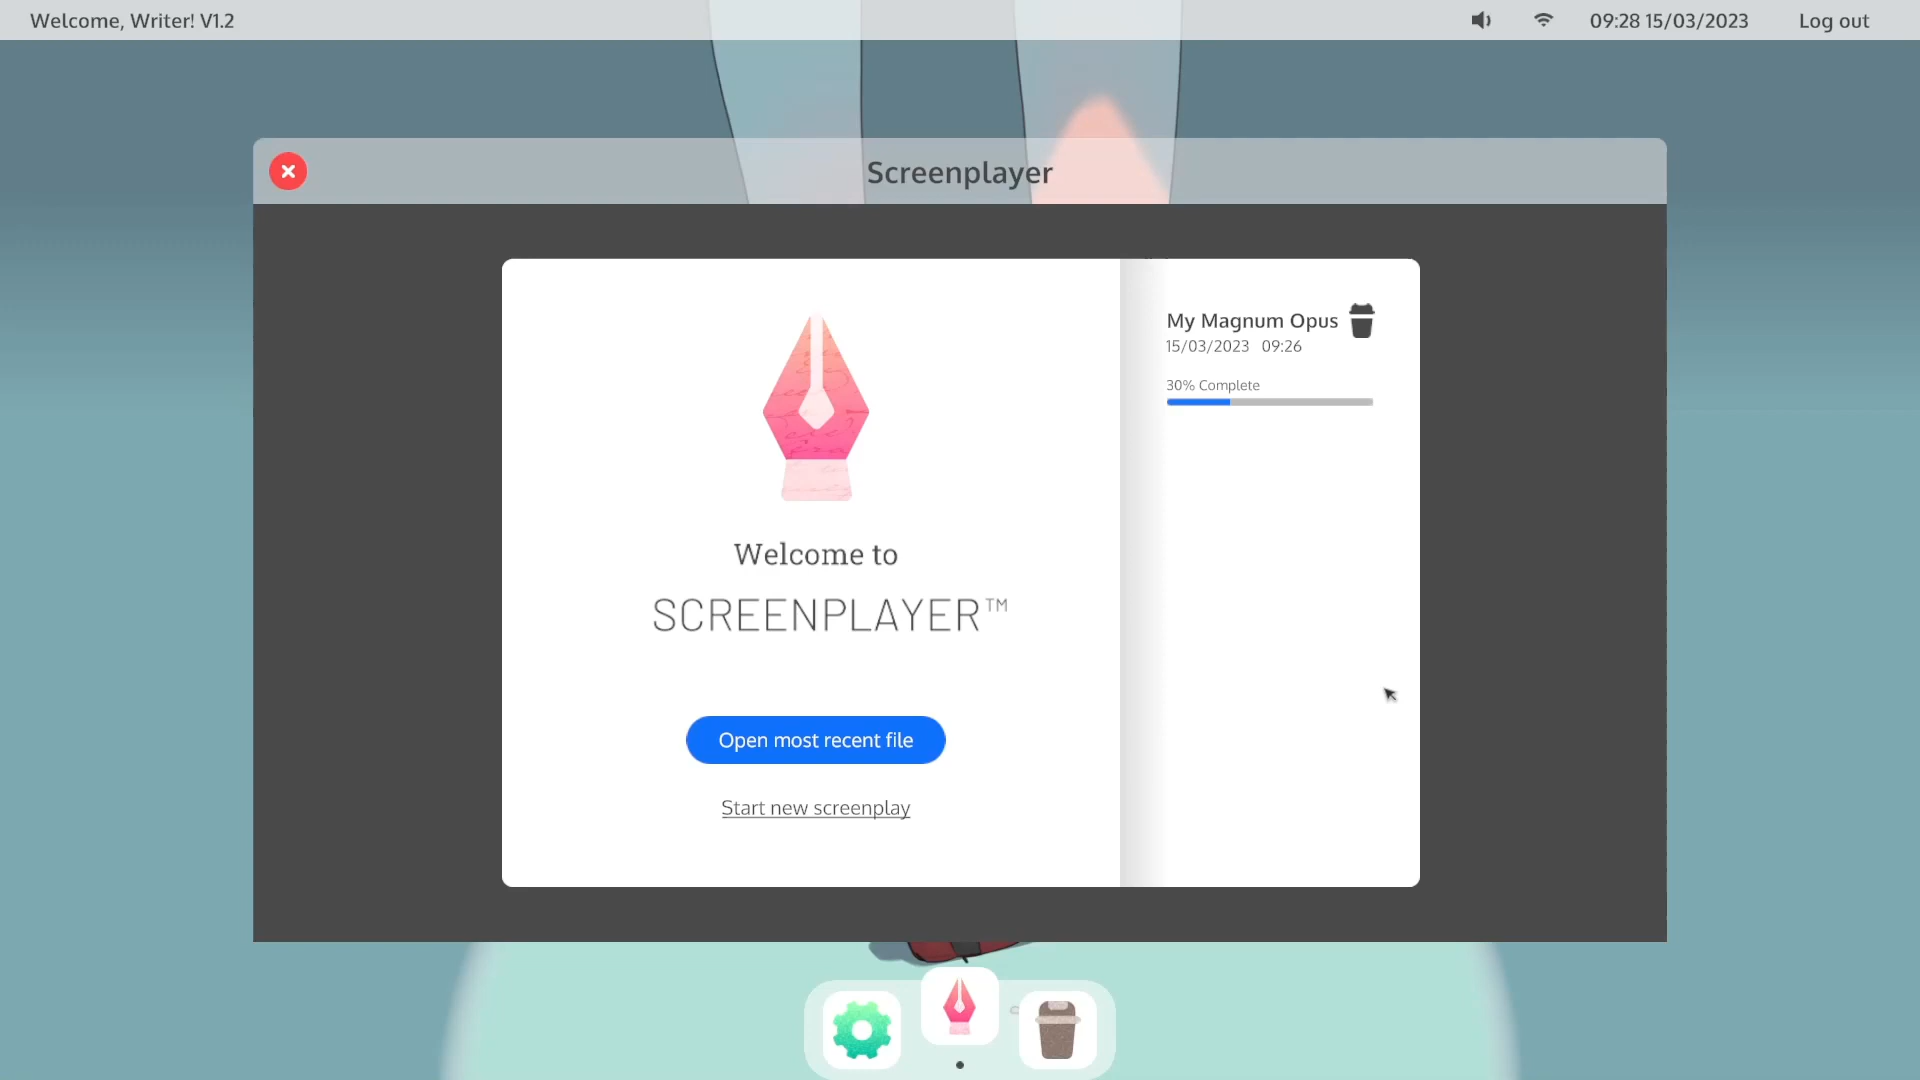 Welcome, Writer! V1.2
09:28 15/03/2023
Log out
Screenplayer
Welcome to
SCREENPLAYER™
Open most recent file
Start new screenplay
My Magnum Opus
15/03/2023 09:26
30% Complete